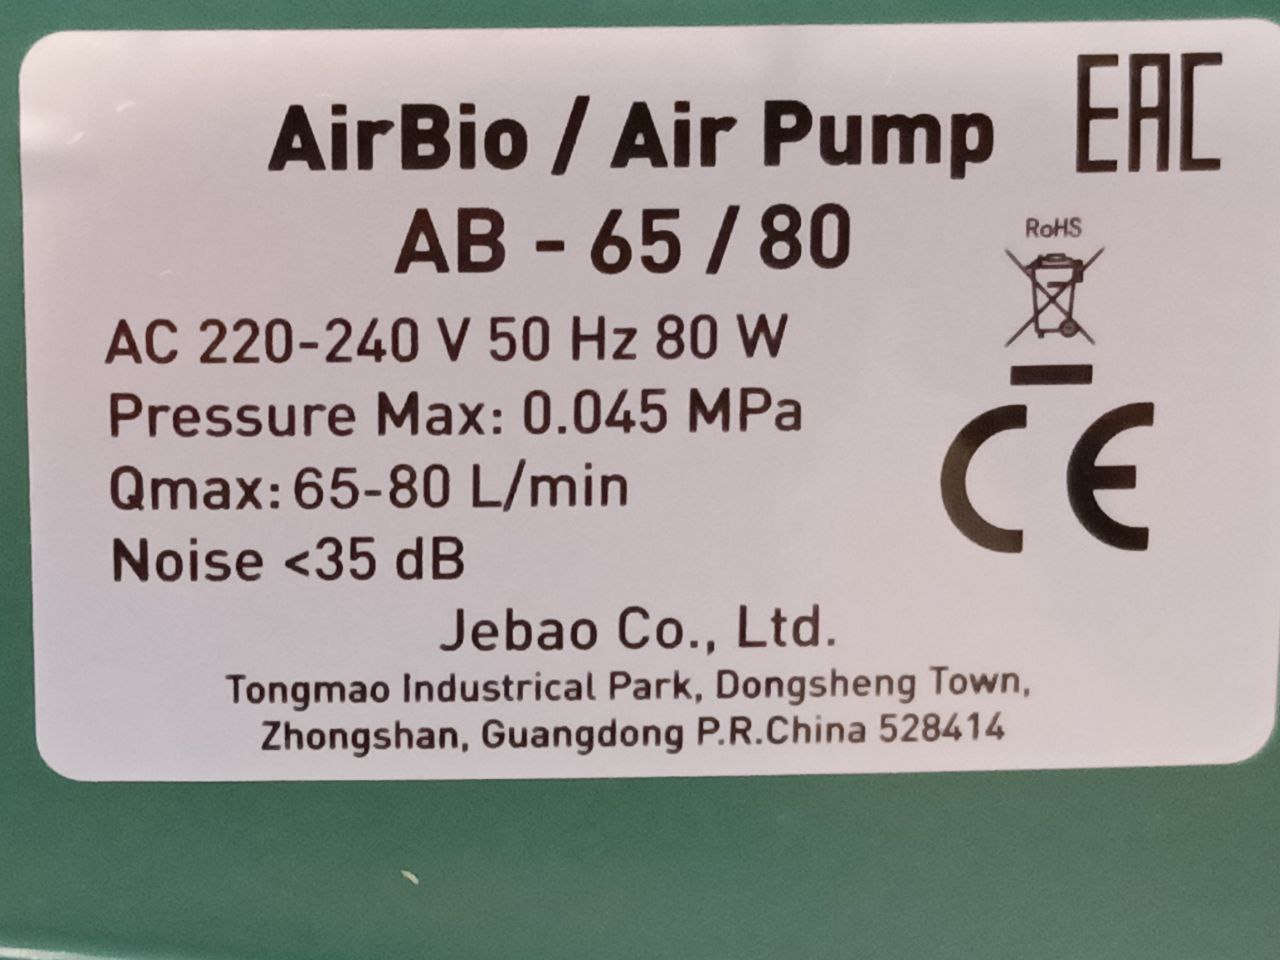 AirBio / Air Pump
EAC
AB - 65 / 80
RoHS
AC 220-240 V 50 Hz 80 W
Pressure Max: 0.045 MPa
Qmax: 65-80 L/min
CE
Noise <35 dB
Jebao Co., Ltd.
Tongmao Industrical Park, Dongsheng Town,
Zhongshan, Guangdong P.R.China 528414